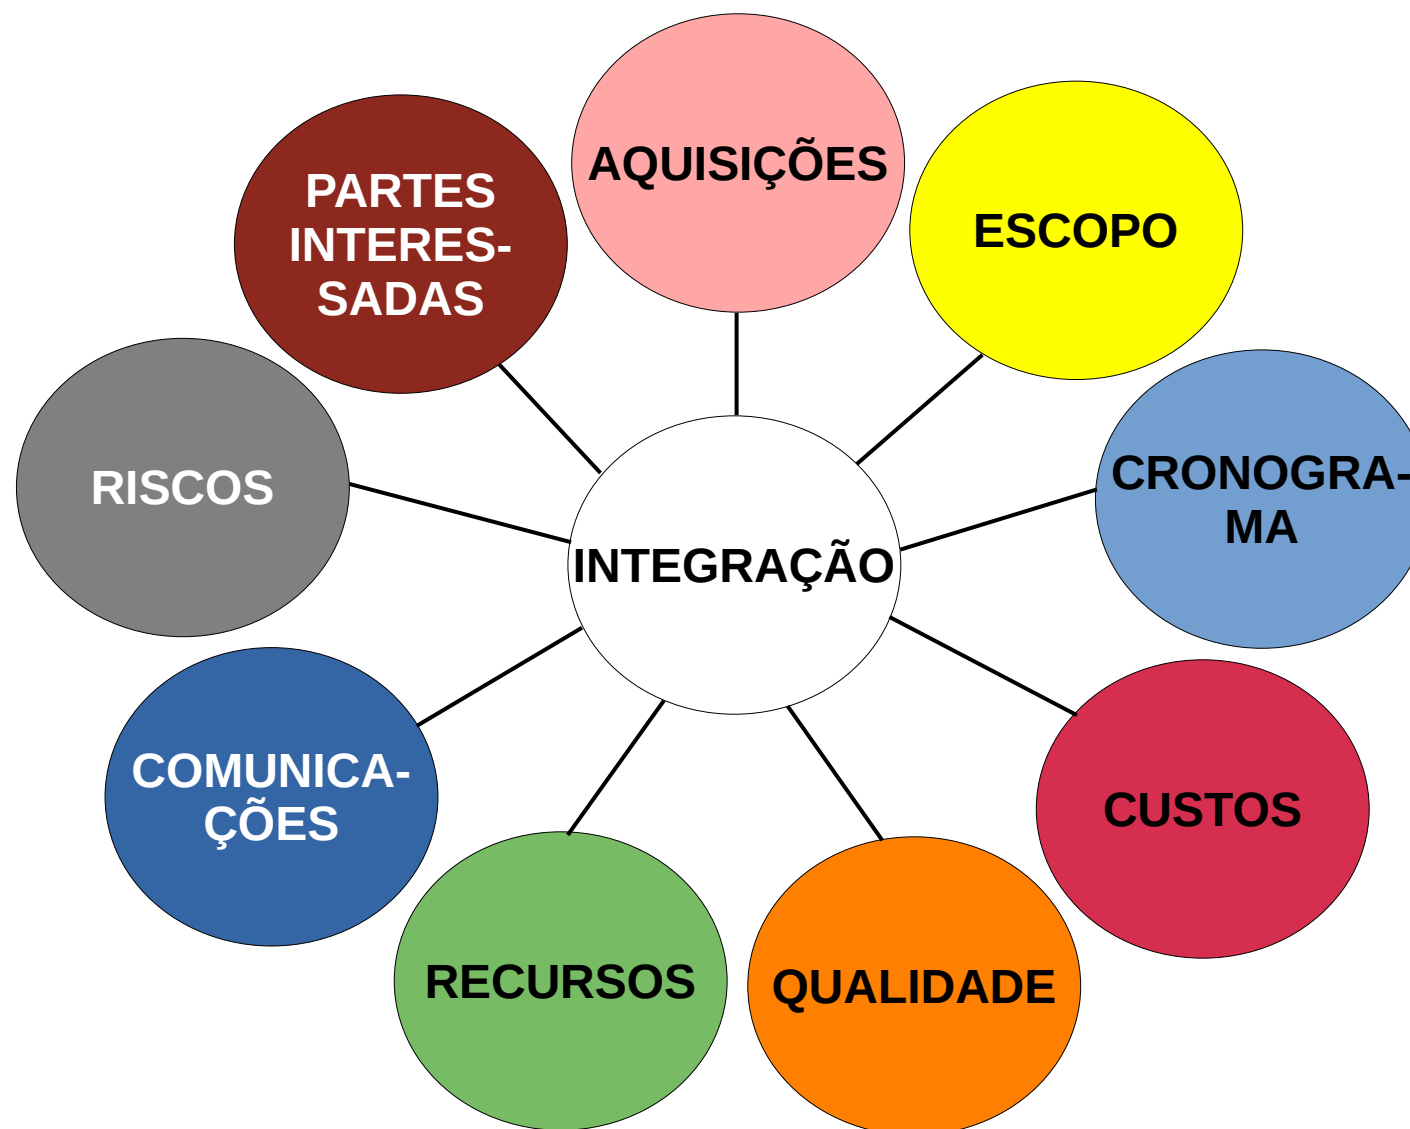 AQUISIÇÕES
PARTES
INTERES-
SADAS
ESCOPO
CRONOGRA-
MA
RISCOS
INTEGRAÇÃO
COMUNICA-
ÇÕES
CUSTOS
RECURSOS
QUALIDADE